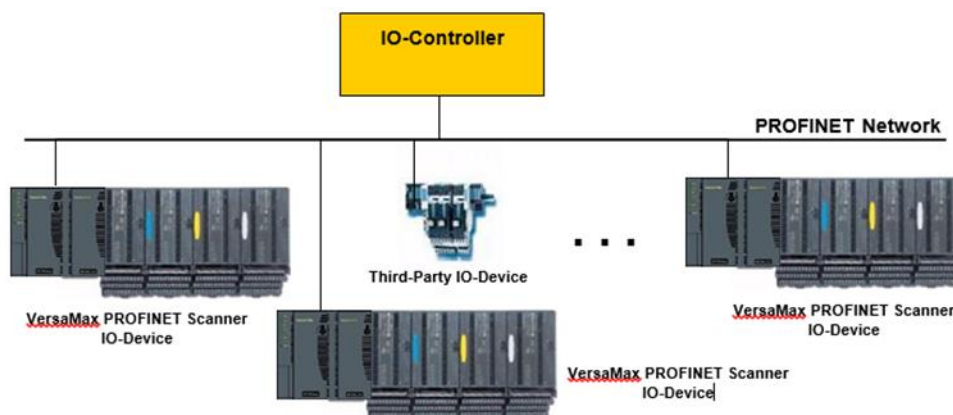 IO-Controller
PROFINET Network
Third-Party IO-Device
VersaMax PROFINET Scanner
IO-Device
VersaMax PROFINET Scanner
IO-Device
VersaMax PROFINET Scanner
IO-Device